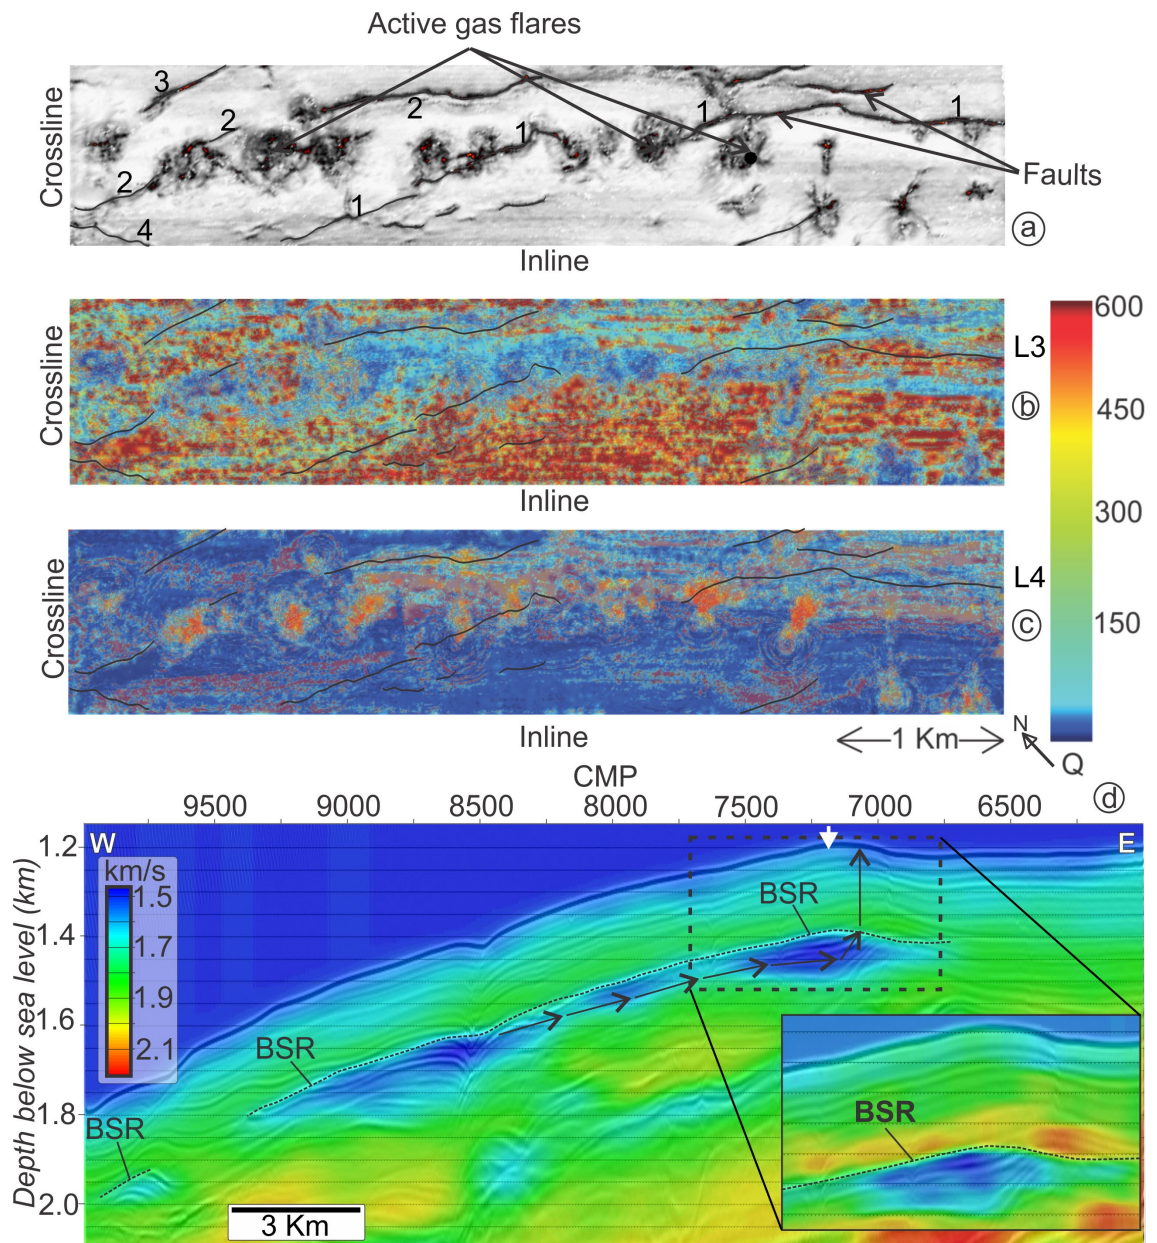 Active gas flares
Crossline
3
2
2
1
1
1
2
1
4
Faults
a
Inline
Crossline
L3
b
Inline
600
450
300
150
Crossline
L4
c
Inline
1 Km
N
Q
CMP
d
9500 9000 8500 8000 7500 7000 6500
W
E
Depth below sea level (km)
1.2
1.4
1.6
1.8
2.0
km/s
1.5
1.7
1.9
2.1
BSR
BSR
BSR
BSR
3 Km